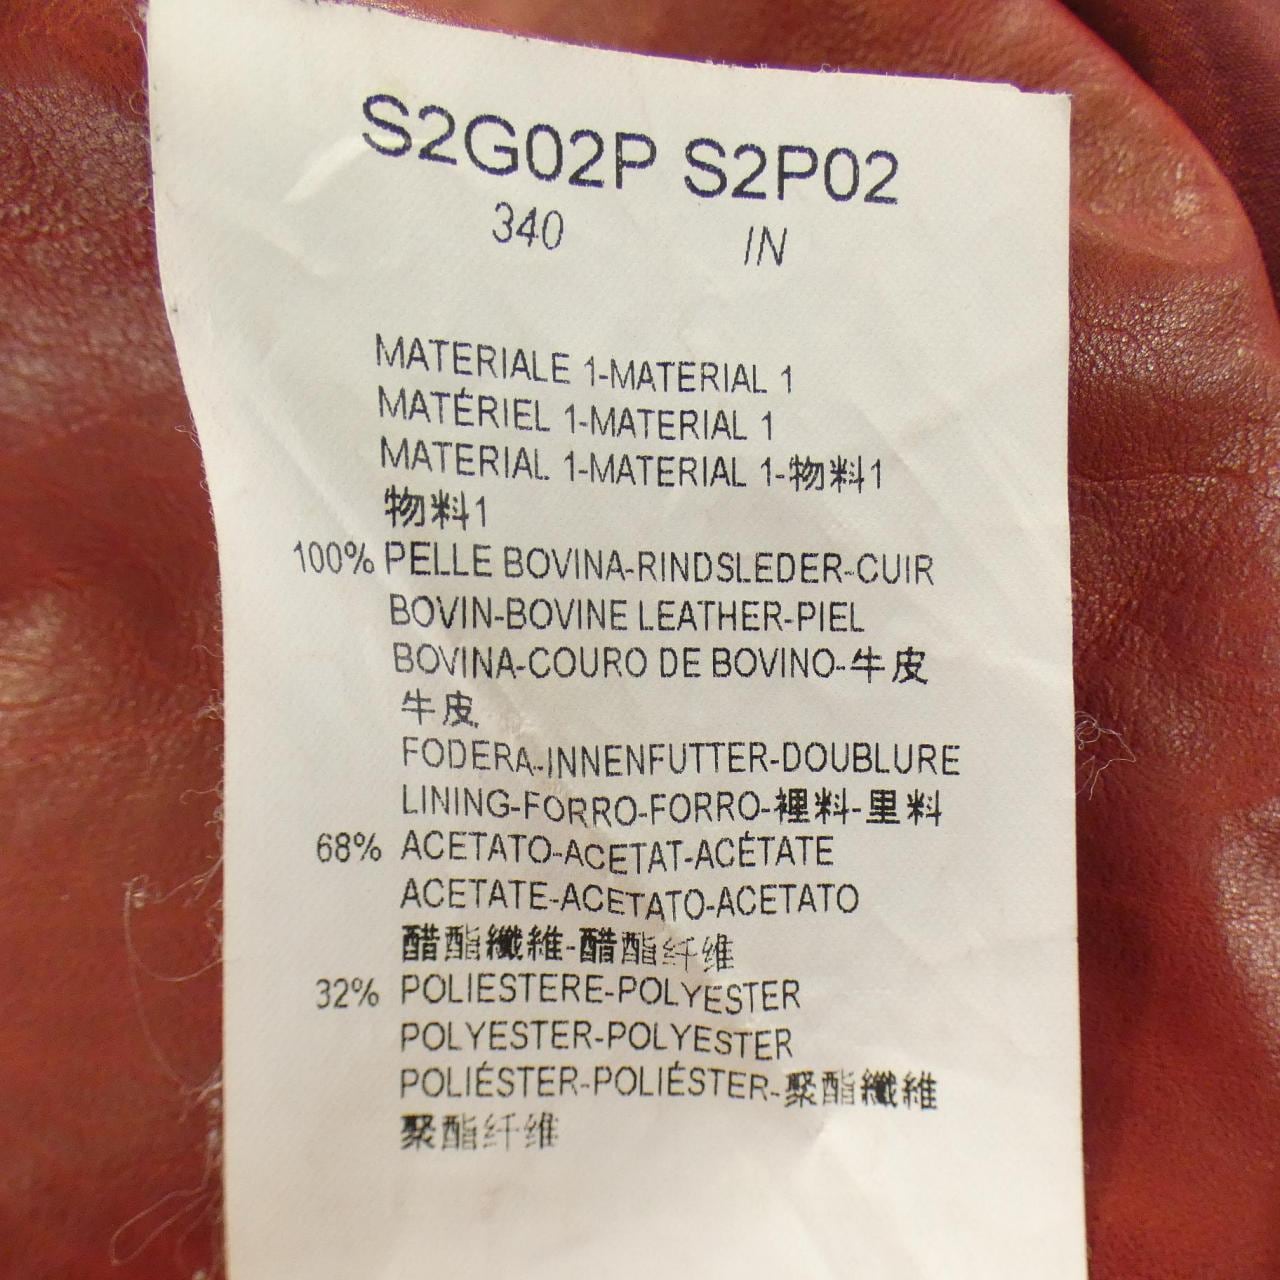 S2G02P S2P02
340 IN
MATERIALE 1-MATERIAL 1
MATÉRIEL 1-MATERIAL 1
MATERIAL 1-MATERIAL 1-物料1
物料1
100% PELLE BOVINA-RINDSLEDER-CUIR
BOVIN-BOVINE LEATHER-PIEL
BOVINA-COURO DE BOVINO-牛皮
牛皮
FODERA-INNENFUTTER-DOUBLURE
LINING-FORRO-FORRO-裡料-里料
68% ACETATO-ACETAT-ACÉTATE
ACETATE-ACETATO-ACETATO
醋酯纖維-醋酯纤维
32% POLIESTERE-POLYESTER
POLYESTER-POLYESTER
POLIÉSTER-POLIÉSTER-聚酯纖維
聚酯纤维